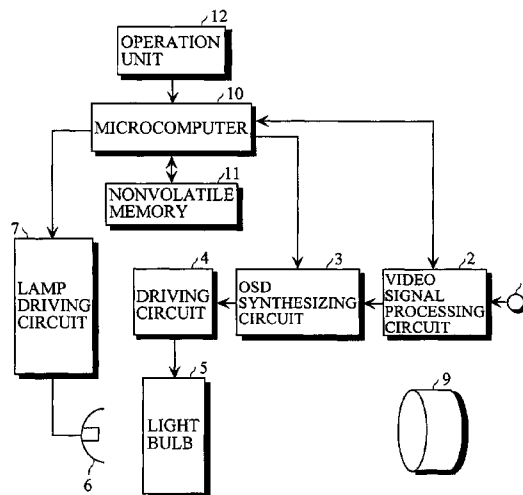 12
OPERATION
UNIT
10
MICROCOMPUTER
11
NONVOLATILE
MEMORY
7
LAMP
DRIVING
CIRCUIT
4
DRIVING
CIRCUIT
3
OSD
SYNTHESIZING
CIRCUIT
2
VIDEO
SIGNAL
PROCESSING
CIRCUIT
5
LIGHT
BULB
6
9